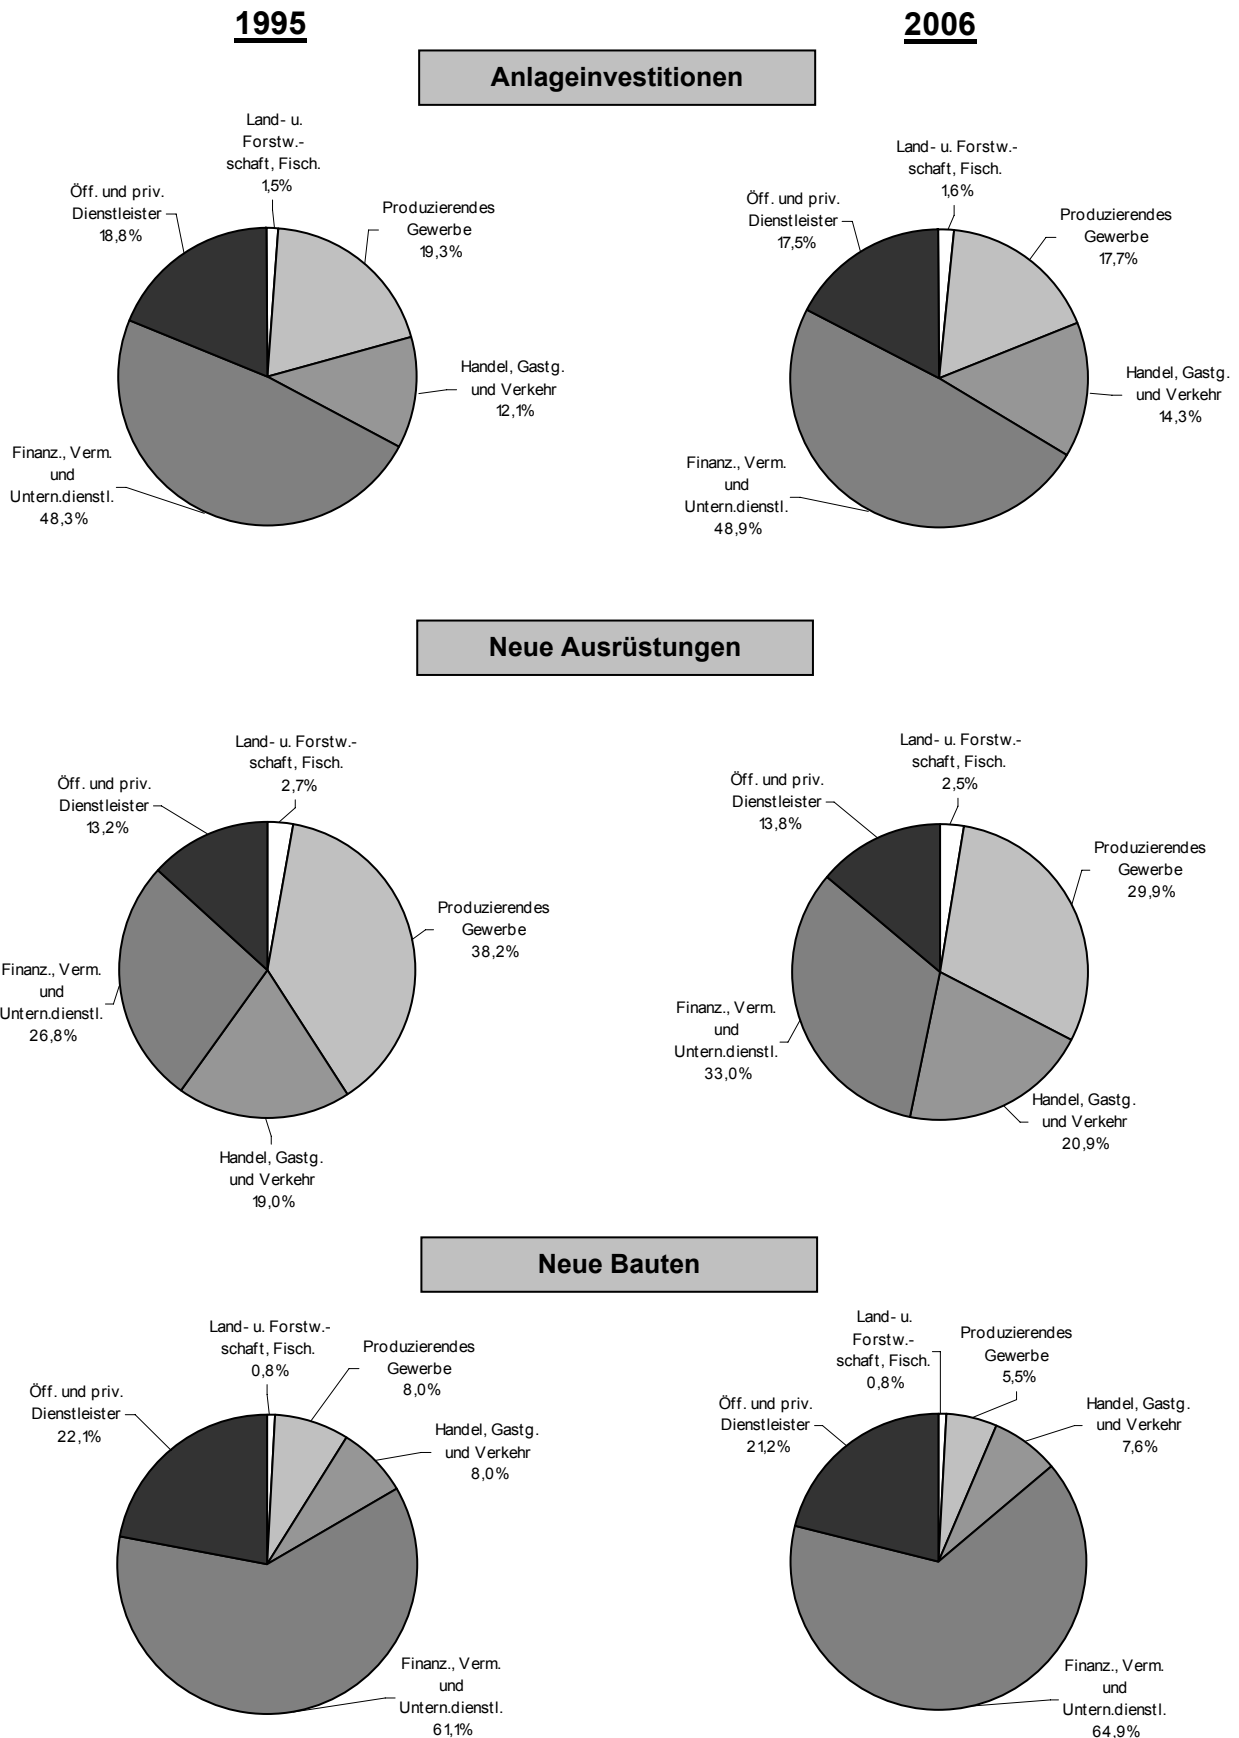 1995
2006
Anlageinvestitionen
Land- u.
Forstw.-
schaft, Fisch.
1,5%
Produzierendes
Gewerbe
19,3%
Handel, Gastg.
und Verkehr
12,1%
Finanz., Verm.
und
Untern.dienstl.
48,3%
Öff. und priv.
Dienstleister
18,8%
Land- u. Forstw.-
schaft, Fisch.
1,6%
Produzierendes
Gewerbe
17,7%
Handel, Gastg.
und Verkehr
14,3%
Finanz., Verm.
und
Untern.dienstl.
48,9%
Öff. und priv.
Dienstleister
17,5%
Neue Ausrüstungen
Land- u. Forstw.-
schaft, Fisch.
2,7%
Produzierendes
Gewerbe
38,2%
Handel, Gastg.
und Verkehr
19,0%
Finanz., Verm.
und
Untern.dienstl.
26,8%
Öff. und priv.
Dienstleister
13,2%
Land- u. Forstw.-
schaft, Fisch.
2,5%
Produzierendes
Gewerbe
29,9%
Handel, Gastg.
und Verkehr
20,9%
Finanz., Verm.
und
Untern.dienstl.
33,0%
Öff. und priv.
Dienstleister
13,8%
Neue Bauten
Land- u. Forstw.-
schaft, Fisch.
0,8%
Produzierendes
Gewerbe
8,0%
Handel, Gastg.
und Verkehr
8,0%
Finanz., Verm.
und
Untern.dienstl.
61,1%
Öff. und priv.
Dienstleister
22,1%
Land- u.
Forstw.-
schaft, Fisch.
0,8%
Produzierendes
Gewerbe
5,5%
Handel, Gastg.
und Verkehr
7,6%
Finanz., Verm.
und
Untern.dienstl.
64,9%
Öff. und priv.
Dienstleister
21,2%